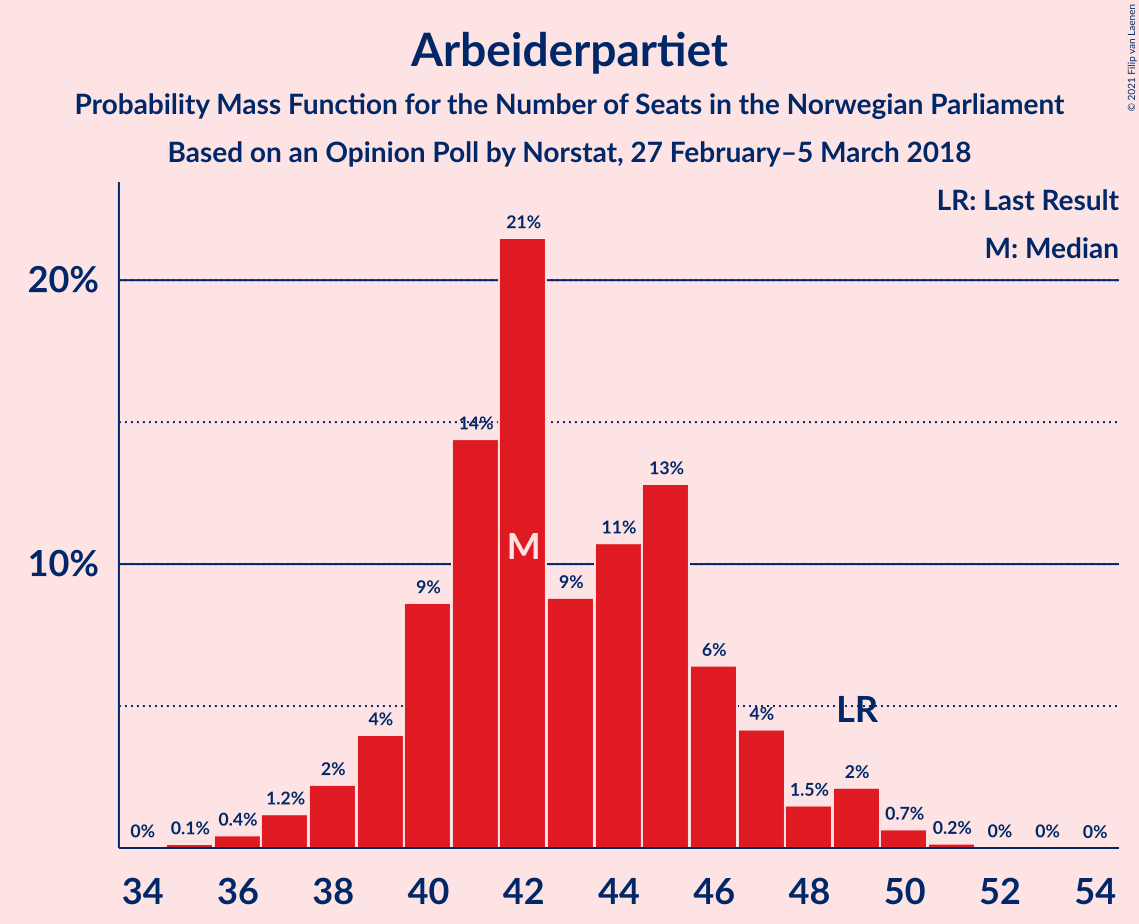 Arbeiderpartiet
Probability Mass Function for the Number of Seats in the Norwegian Parliament
Based on an Opinion Poll by Norstat, 27 February–5 March 2018
© 2021 Filip van Laenen
LR: Last Result
M: Median
20%
10%
0%
0.1%
0.4%
1.2%
2%
4%
9%
14%
21%
M
9%
11%
13%
6%
4%
1.5%
LR
2%
0.7%
0.2%
0%
0%
0%
34 36 38 40 42 44 46 48 50 52 54